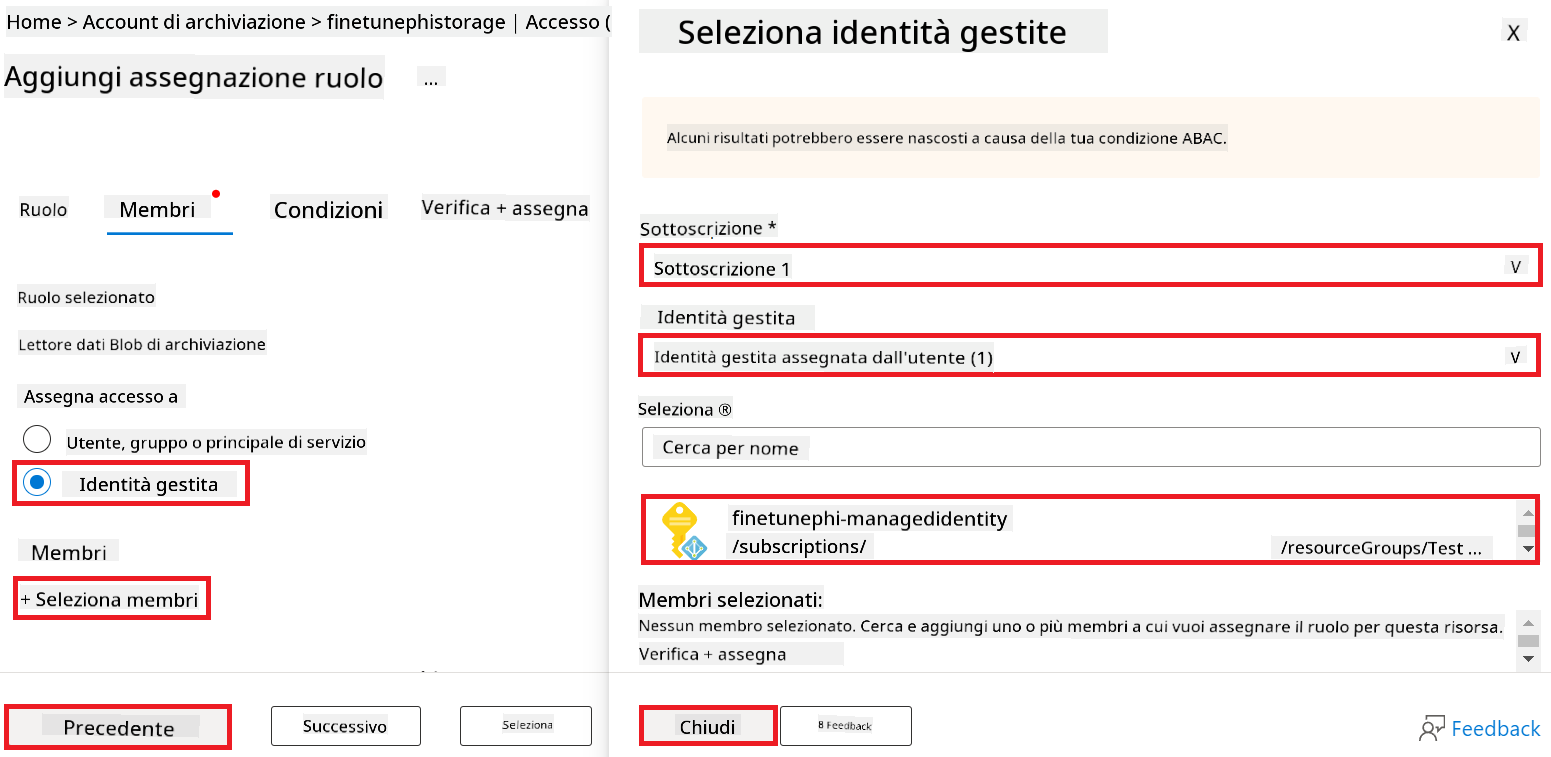 Home > Account di archiviazione > finetunephistorage | Accesso (
Aggiungi assegnazione ruolo
...
Ruolo
Membri
Condizioni
Verifica + assegna
Ruolo selezionato
Lettore dati Blob di archiviazione
Assegna accesso a
Utente, gruppo o principale di servizio
Identità gestita
Membri
+ Seleziona membri
Precedente
Successivo
Seleziona
Seleziona identità gestite
X
Alcuni risultati potrebbero essere nascosti a causa della tua condizione ABAC.
Sottoscrizione *
Sottoscrizione 1
V
Identità gestita
Identità gestita assegnata dall'utente (1)
V
Seleziona ®
Cerca per nome
finetunephi-managedidentity
/subscriptions/ /resourceGroups/Test ...
Membri selezionati:
Nessun membro selezionato. Cerca e aggiungi uno o più membri a cui vuoi assegnare il ruolo per questa risorsa.
Verifica + assegna
Chiudi
8 Feedback
Feedback